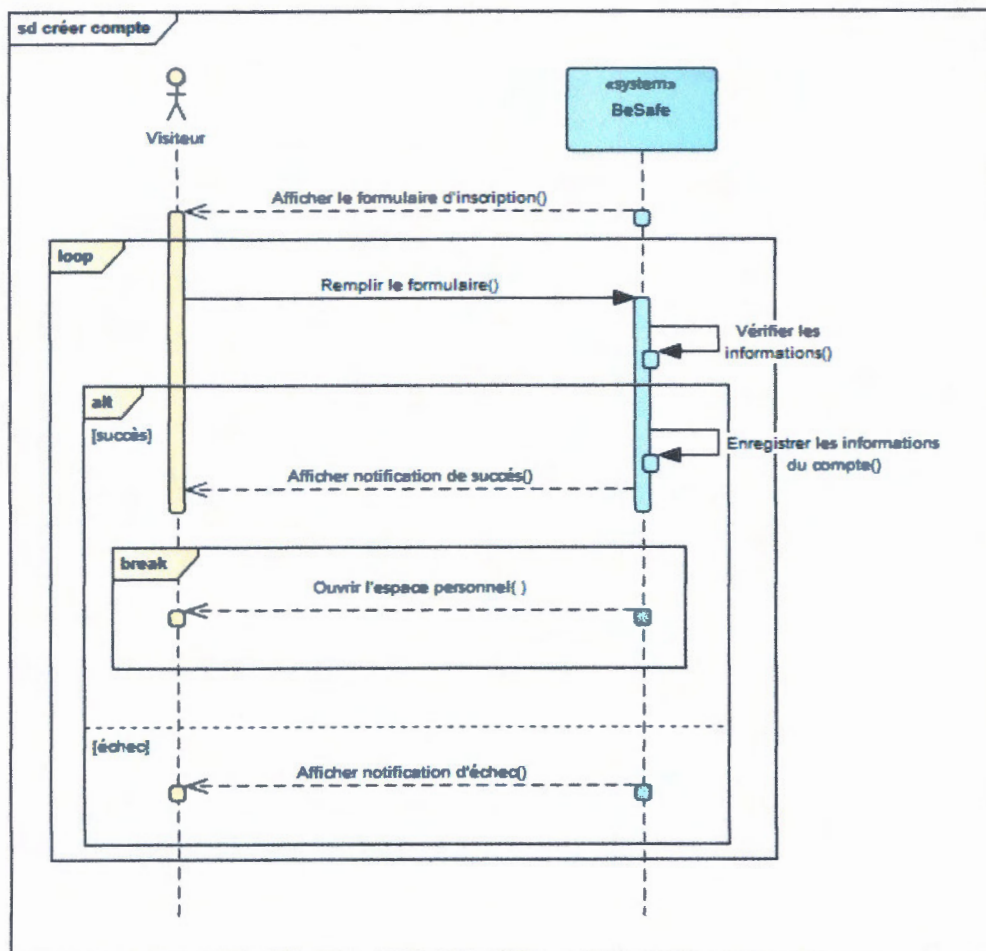 sd créer compte
«system»
BeSafe
Visiteur
Afficher le formulaire d'inscription()
loop
Remplir le formulaire()
Vérifier les
informations()
alt
[succès]
Enregistrer les informations
du compte()
Afficher notification de succés()
break
Ouvrir l'espace personnel( )
[échec]
Afficher notification d'échec()